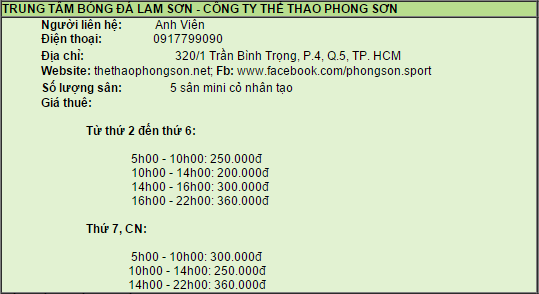 TRUNG TÂM BÓNG ĐÁ LAM SƠN - CÔNG TY THỂ THAO PHONG SƠN
Người liên hệ: Anh Viên
Điện thoại: 0917799090
Địa chỉ: 320/1 Trần Bình Trọng, P.4, Q.5, TP. HCM
Website: thethaophongson.net; Fb: www.facebook.com/phongson.sport
Số lượng sân: 5 sân mini cỏ nhân tạo
Giá thuê:
Từ thứ 2 đến thứ 6:
5h00 - 10h00: 250.000đ
10h00 - 14h00: 200.000đ
14h00 - 16h00: 300.000đ
16h00 - 22h00: 360.000đ
Thứ 7, CN:
5h00 - 10h00: 300.000đ
10h00 - 14h00: 250.000đ
14h00 - 22h00: 360.000đ